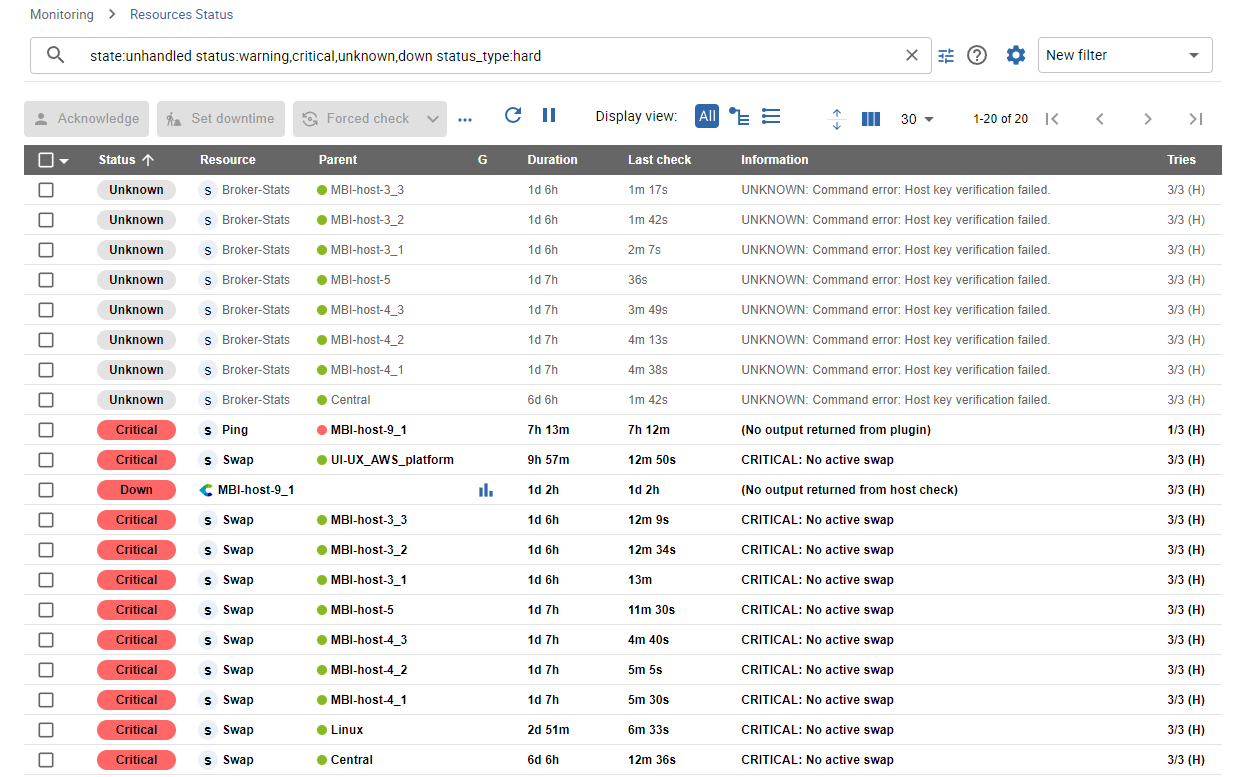 Monitoring > Resources Status
state:unhandled status:warning,critical,unknown,down status_type:hard New filter
Acknowledge Set downtime Forced check ... Display view: All 30 1-20 of 20
Status Resource Parent G Duration Last check Information Tries
Unknown S Broker-Stats MBI-host-3_3 1d 6h 1m 17s UNKNOWN: Command error: Host key verification failed. 3/3 (H)
Unknown S Broker-Stats MBI-host-3_2 1d 6h 1m 42s UNKNOWN: Command error: Host key verification failed. 3/3 (H)
Unknown S Broker-Stats MBI-host-3_1 1d 6h 2m 7s UNKNOWN: Command error: Host key verification failed. 3/3 (H)
Unknown S Broker-Stats MBI-host-5 1d 7h 36s UNKNOWN: Command error: Host key verification failed. 3/3 (H)
Unknown S Broker-Stats MBI-host-4_3 1d 7h 3m 49s UNKNOWN: Command error: Host key verification failed. 3/3 (H)
Unknown S Broker-Stats MBI-host-4_2 1d 7h 4m 13s UNKNOWN: Command error: Host key verification failed. 3/3 (H)
Unknown S Broker-Stats MBI-host-4_1 1d 7h 4m 38s UNKNOWN: Command error: Host key verification failed. 3/3 (H)
Unknown S Broker-Stats Central 6d 6h 1m 42s UNKNOWN: Command error: Host key verification failed. 3/3 (H)
Critical S Ping MBI-host-9_1 7h 13m 7h 12m (No output returned from plugin) 1/3 (H)
Critical S Swap UI-UX_AWS_platform 9h 57m 12m 50s CRITICAL: No active swap 3/3 (H)
Down MBI-host-9_1 1d 2h 1d 2h (No output returned from host check) 3/3 (H)
Critical S Swap MBI-host-3_3 1d 6h 12m 9s CRITICAL: No active swap 3/3 (H)
Critical S Swap MBI-host-3_2 1d 6h 12m 34s CRITICAL: No active swap 3/3 (H)
Critical S Swap MBI-host-3_1 1d 6h 13m CRITICAL: No active swap 3/3 (H)
Critical S Swap MBI-host-5 1d 7h 11m 30s CRITICAL: No active swap 3/3 (H)
Critical S Swap MBI-host-4_3 1d 7h 4m 40s CRITICAL: No active swap 3/3 (H)
Critical S Swap MBI-host-4_2 1d 7h 5m 5s CRITICAL: No active swap 3/3 (H)
Critical S Swap MBI-host-4_1 1d 7h 5m 30s CRITICAL: No active swap 3/3 (H)
Critical S Swap Linux 2d 51m 6m 33s CRITICAL: No active swap 3/3 (H)
Critical S Swap Central 6d 6h 12m 36s CRITICAL: No active swap 3/3 (H)